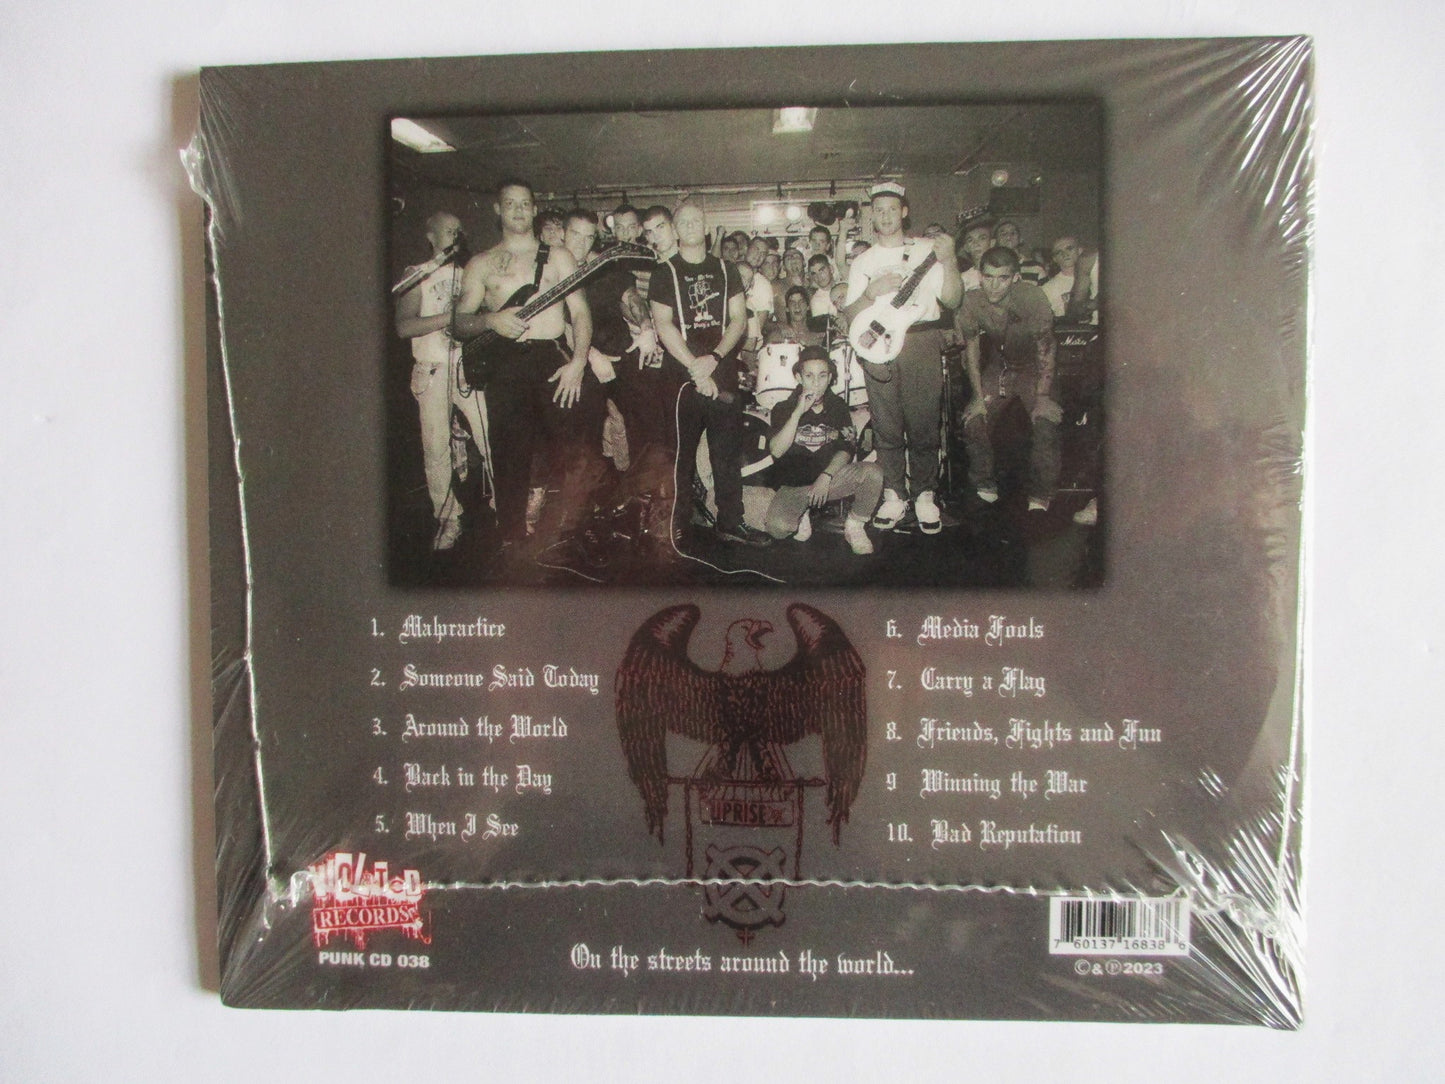 1. Malpractice
2. Someone Said Today
3. Around the World
4. Back in the Day
5. When I See
6. Media Fools
7. Carry a Flag
8. Friends, Fights and Fun
9 Winning the War
10. Bad Reputation
UPRISE
RECORDS
PUNK CD 038
On the streets around the world...
7 60137 16838 6
©&℗2023